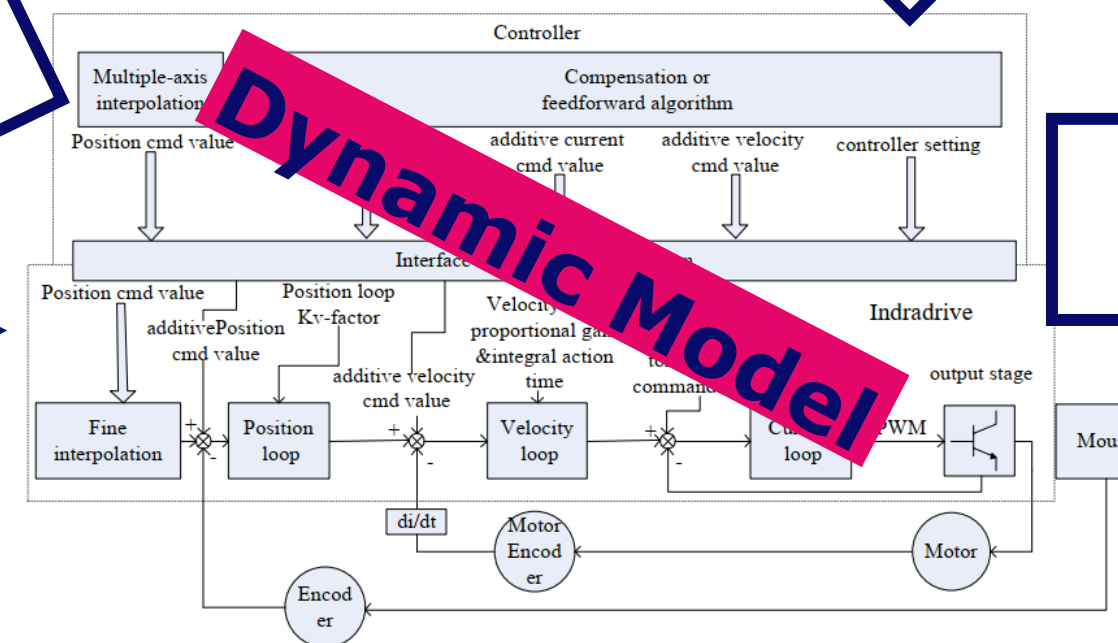 Controller
Multiple-axis
interpolation
Compensation or
feedforward algorithm
Position cmd value
additive current
cmd value
additive velocity
cmd value
controller setting
Dynamic Model
Interface
Position cmd value
additivePosition
cmd value
Position loop
Kv-factor
additive velocity
cmd value
Velocity
proportional
&integral action
time
command
Indradrive
output stage
Fine
interpolation
+
-
Position
loop
+
-
Velocity
loop
+
-
loop
PWM
di/dt
Motor
Encod
er
Motor
Encod
er